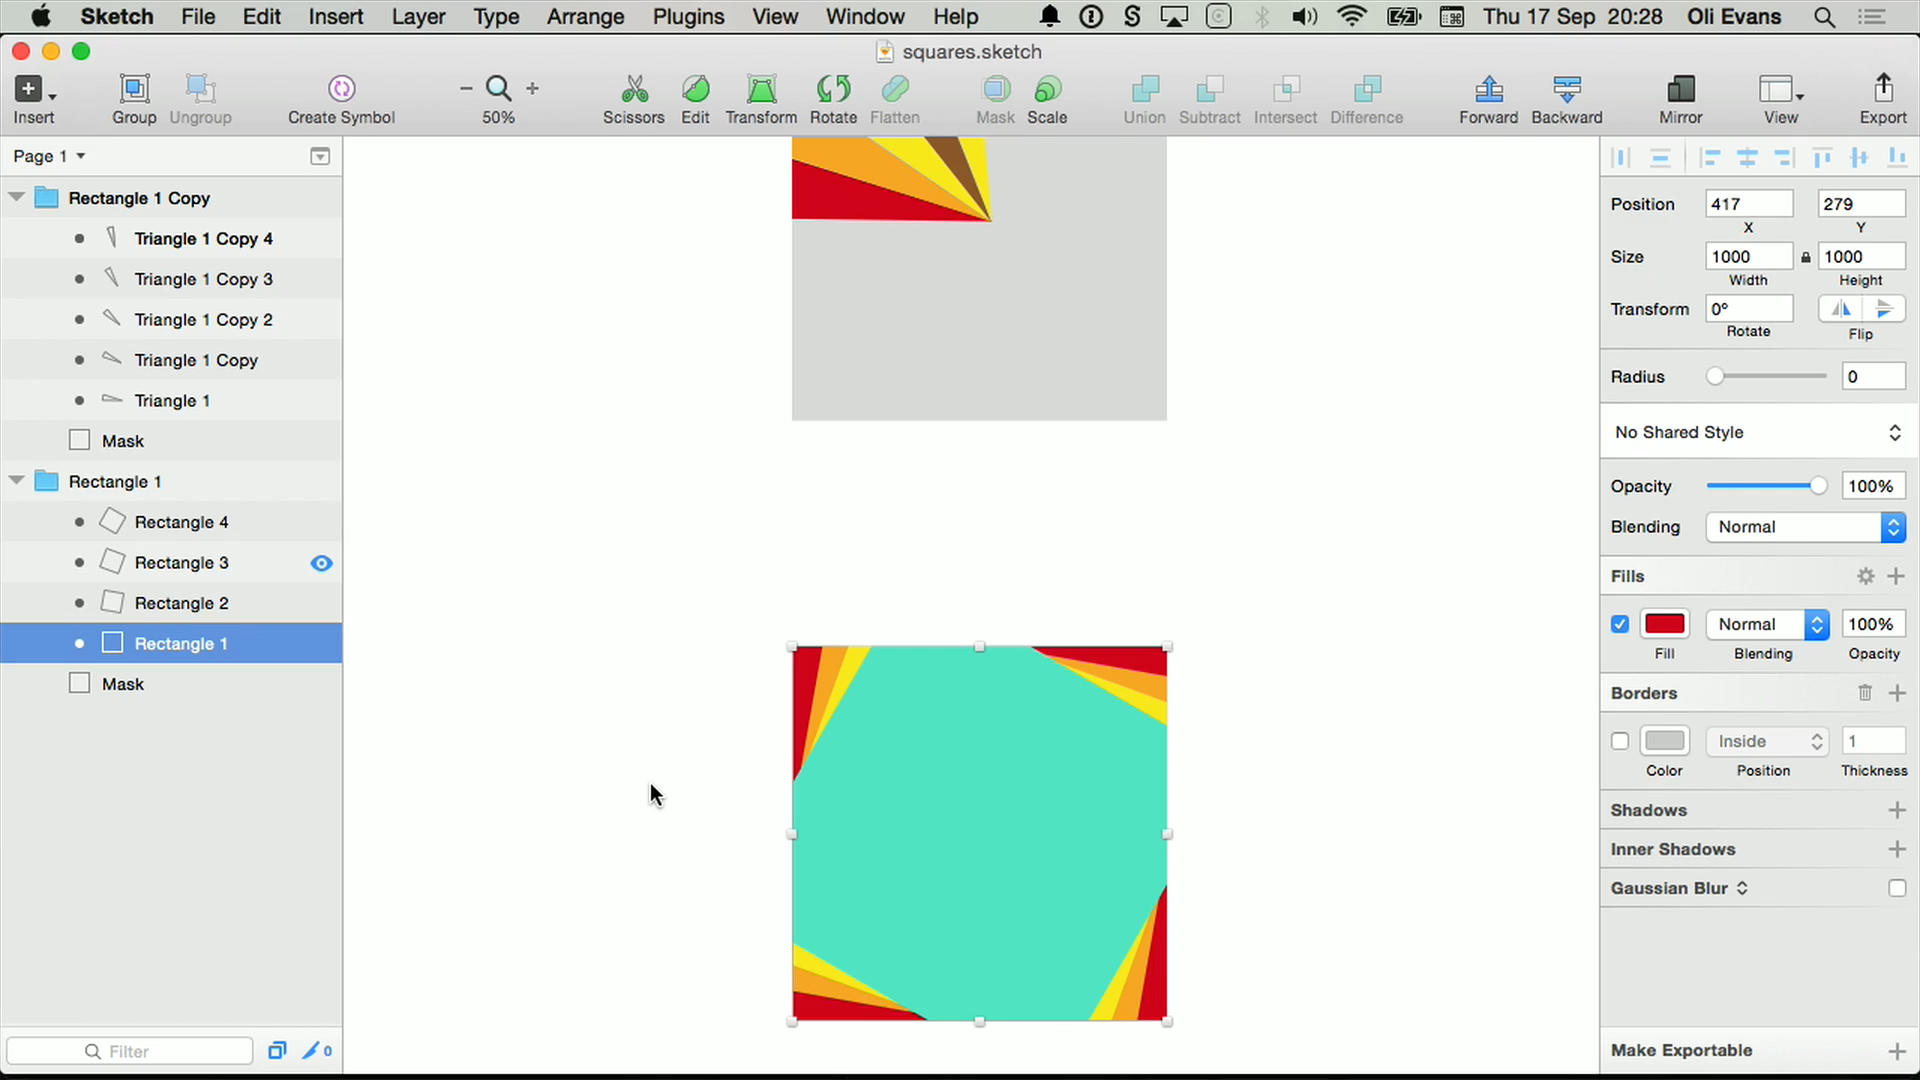 Sketch File Edit Insert Layer Type Arrange Plugins View Window Help Thu 17 Sep 20:28 Oli Evans
squares.sketch
Insert Group Ungroup Create Symbol 50% Scissors Edit Transform Rotate Flatten Mask Scale Union Subtract Intersect Difference Forward Backward Mirror View Export
Page 1
Rectangle 1 Copy
Triangle 1 Copy 4
Triangle 1 Copy 3
Triangle 1 Copy 2
Triangle 1 Copy
Triangle 1
Mask
Rectangle 1
Rectangle 4
Rectangle 3
Rectangle 2
Rectangle 1
Mask
Filter
0
Position 417 279
X Y
Size 1000 1000
Width Height
Transform 0°
Rotate Flip
Radius 0
No Shared Style
Opacity 100%
Blending Normal
Fills
Normal 100%
Fill Blending Opacity
Borders
Inside 1
Color Position Thickness
Shadows
Inner Shadows
Gaussian Blur
Make Exportable